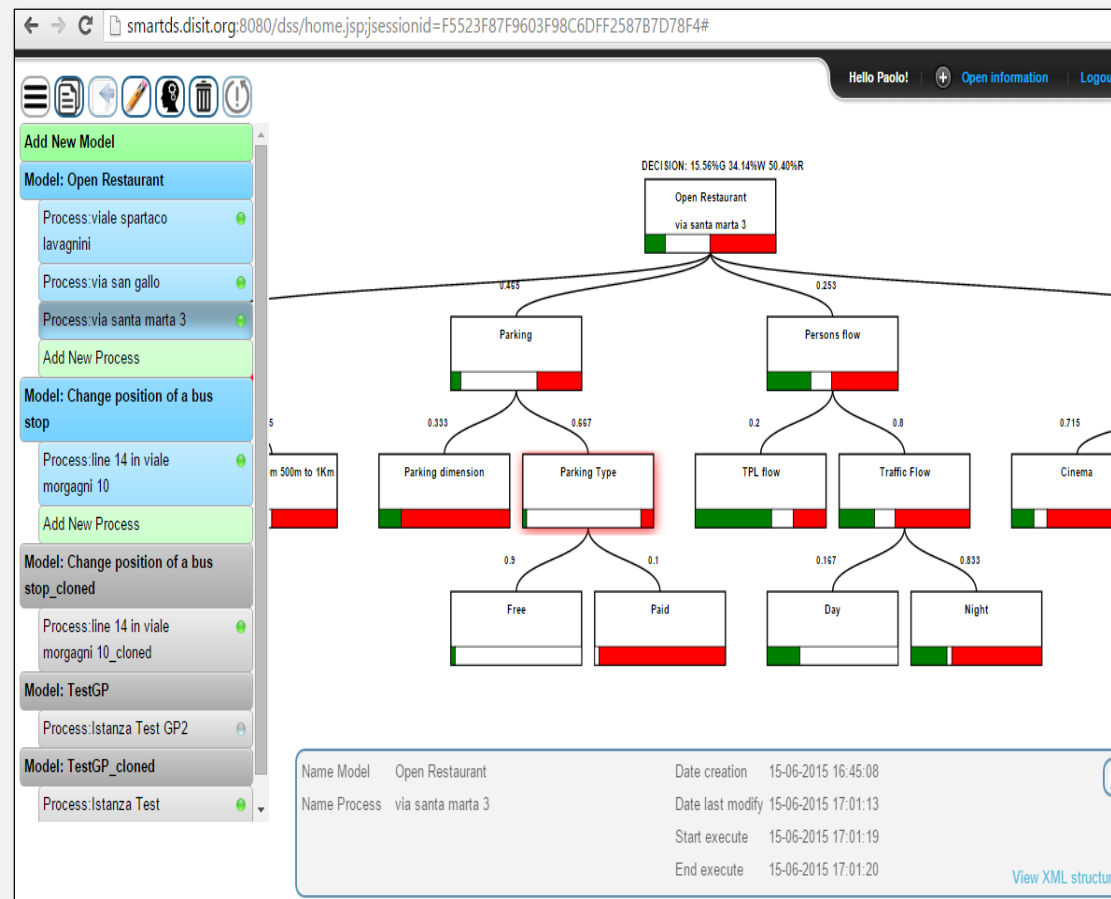 smartds.disit.org:8080/dss/home.jsp;jsessionid=F5523F87F9603F98C6DFF2587B7D78F4#
Hello Paolo!
Open information
Logou
Add New Model
Model: Open Restaurant
Process:viale spartaco
lavagnini
Process:via san gallo
Process:via santa marta 3
Add New Process
Model: Change position of a bus
stop
Process:line 14 in viale
morgagni 10
Add New Process
Model: Change position of a bus
stop_cloned
Process:line 14 in viale
morgagni 10_cloned
Model: TestGP
Process:Istanza Test GP2
Model: TestGP_cloned
Process:Istanza Test
DECISION: 15.56%G 34.14%W 50.40%R
Open Restaurant
via santa marta 3
0.465
0.253
Parking
Persons flow
5
0.333
0.667
0.2
0.8
0.715
m 500m to 1Km
Parking dimension
Parking Type
TPL flow
Traffic Flow
Cinema
0.9
0.1
0.167
0.833
Free
Paid
Day
Night
Name Model Open Restaurant
Name Process via santa marta 3
Date creation 15-06-2015 16:45:08
Date last modify 15-06-2015 17:01:13
Start execute 15-06-2015 17:01:19
End execute 15-06-2015 17:01:20
View XML structur